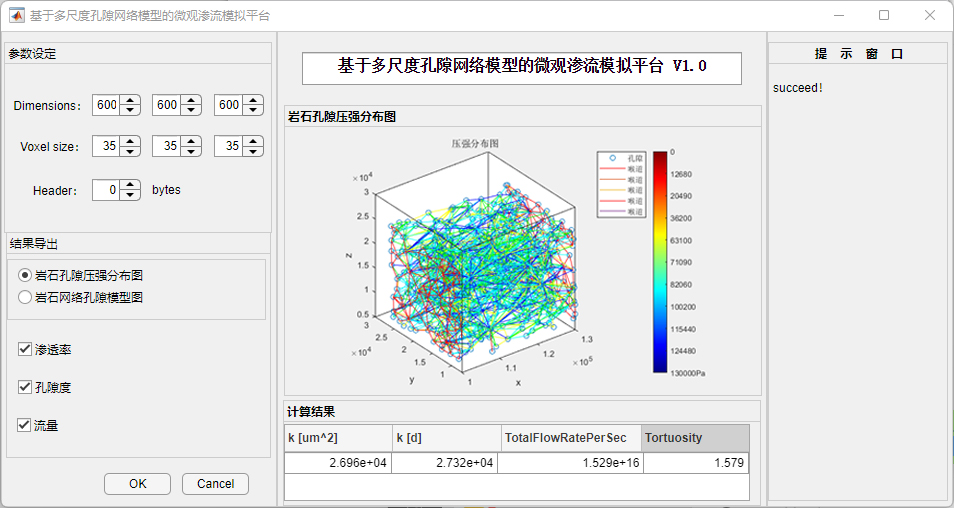 基于多尺度孔隙网络模型的微观渗流模拟平台
参数设定
Dimensions: 600 600 600
Voxel size: 35 35 35
Header: 0 bytes
结果导出
岩石孔隙压强分布图
岩石网络孔隙模型图
渗透率
孔隙度
流量
OK Cancel
基于多尺度孔隙网络模型的微观渗流模拟平台 V1.0
岩石孔隙压强分布图
压强分布图
×10^4
3
2.5
2
1.5
1
0.5
z
3
2.5
2
1.5
1
×10^4
y
1
1.1
1.2
1.3
×10^5
x
孔隙
喉道
喉道
喉道
喉道
喉道
0
12680
20490
36200
63100
71090
82060
100200
115440
124480
130000Pa
计算结果
k [um^2] k [d] TotalFlowRatePerSec Tortuosity
2.696e+04 2.732e+04 1.529e+16 1.579
提 示 窗 口
succeed!